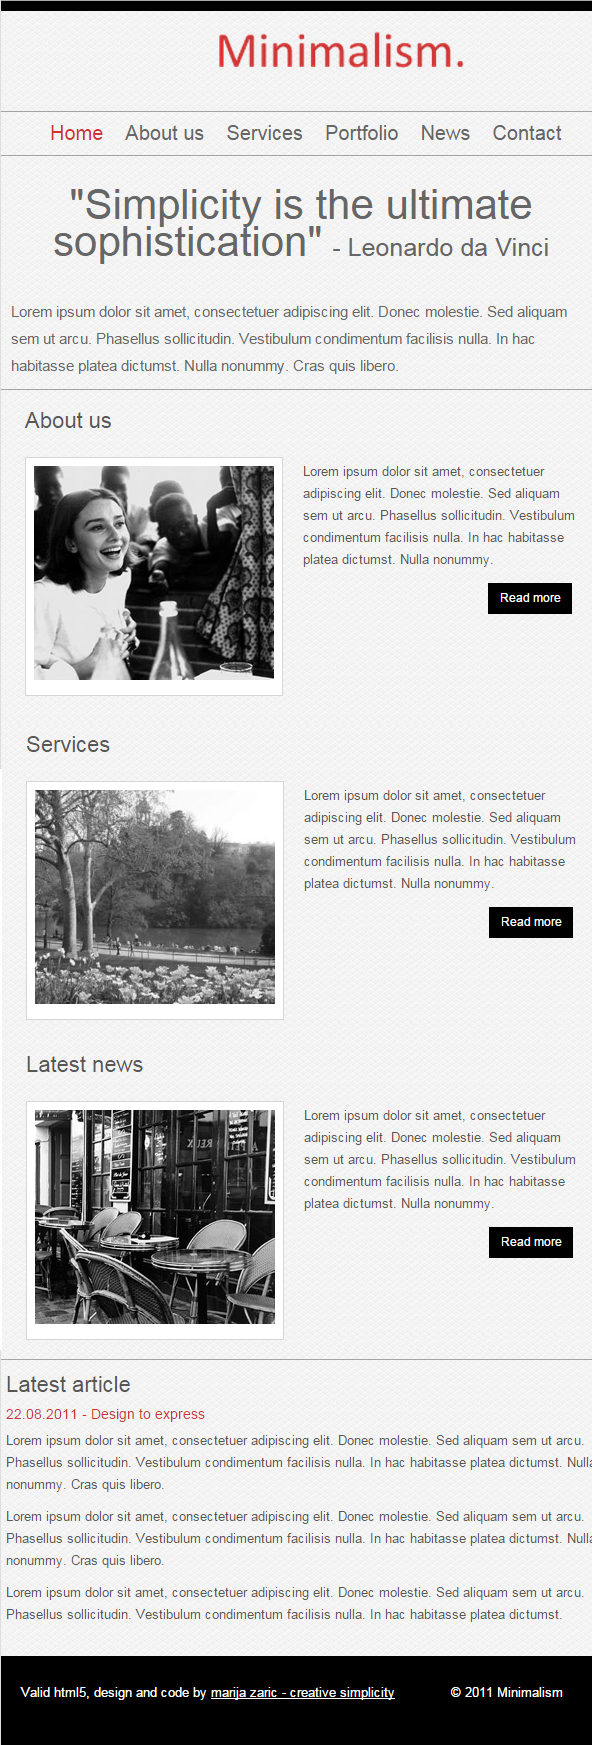 Minimalism.
Home About us Services Portfolio News Contact
"Simplicity is the ultimate
sophistication" - Leonardo da Vinci
Lorem ipsum dolor sit amet, consectetuer adipiscing elit. Donec molestie. Sed aliquam
sem ut arcu. Phasellus sollicitudin. Vestibulum condimentum facilisis nulla. In hac
habitasse platea dictumst. Nulla nonummy. Cras quis libero.
About us
Lorem ipsum dolor sit amet, consectetuer
adipiscing elit. Donec molestie. Sed aliquam
sem ut arcu. Phasellus sollicitudin. Vestibulum
condimentum facilisis nulla. In hac habitasse
platea dictumst. Nulla nonummy.
Read more
Services
Lorem ipsum dolor sit amet, consectetuer
adipiscing elit. Donec molestie. Sed aliquam
sem ut arcu. Phasellus sollicitudin. Vestibulum
condimentum facilisis nulla. In hac habitasse
platea dictumst. Nulla nonummy.
Read more
Latest news
Lorem ipsum dolor sit amet, consectetuer
adipiscing elit. Donec molestie. Sed aliquam
sem ut arcu. Phasellus sollicitudin. Vestibulum
condimentum facilisis nulla. In hac habitasse
platea dictumst. Nulla nonummy.
Read more
Latest article
22.08.2011 - Design to express
Lorem ipsum dolor sit amet, consectetuer adipiscing elit. Donec molestie. Sed aliquam sem ut arcu.
Phasellus sollicitudin. Vestibulum condimentum facilisis nulla. In hac habitasse platea dictumst. Nulla
nonummy. Cras quis libero.
Lorem ipsum dolor sit amet, consectetuer adipiscing elit. Donec molestie. Sed aliquam sem ut arcu.
Phasellus sollicitudin. Vestibulum condimentum facilisis nulla. In hac habitasse platea dictumst. Nulla
nonummy. Cras quis libero.
Lorem ipsum dolor sit amet, consectetuer adipiscing elit. Donec molestie. Sed aliquam sem ut arcu.
Phasellus sollicitudin. Vestibulum condimentum facilisis nulla. In hac habitasse platea dictumst.
Valid html5, design and code by marija zaric - creative simplicity © 2011 Minimalism